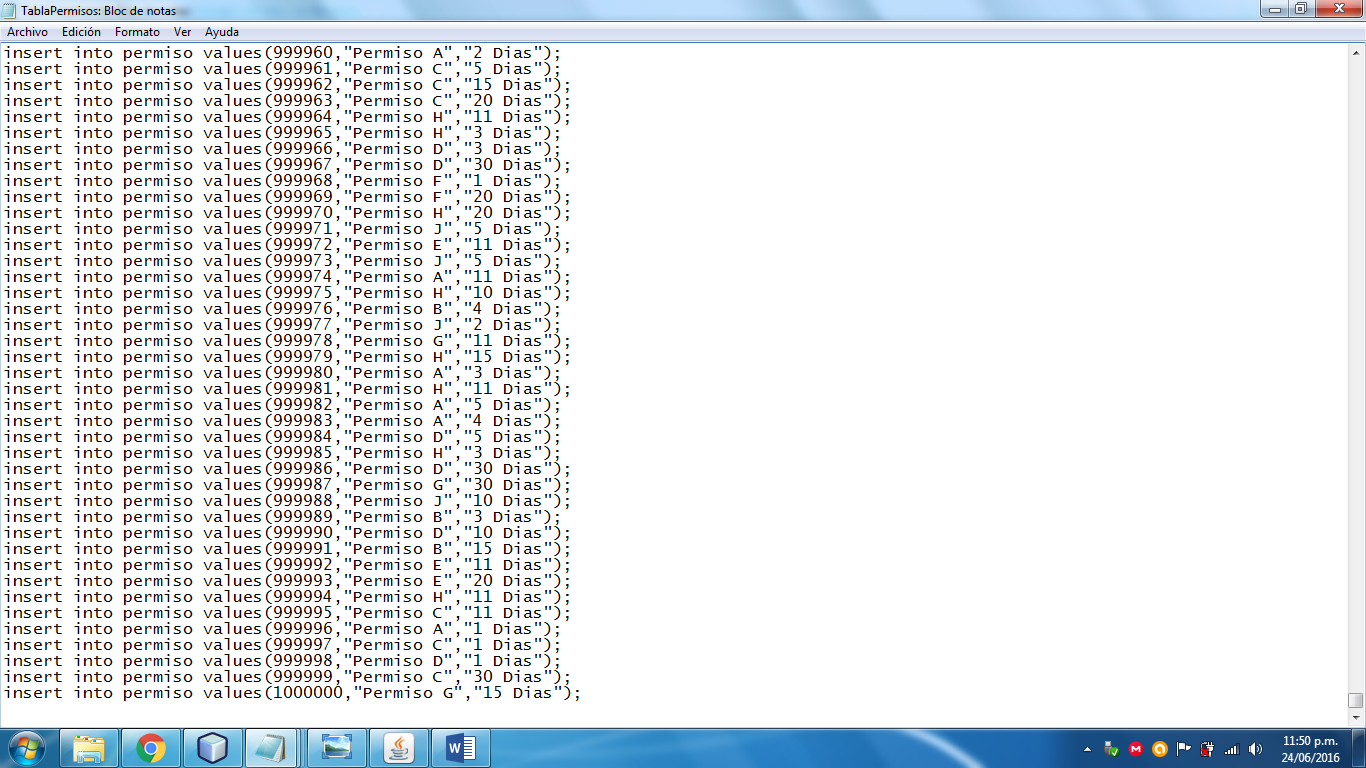 TablaPermisos: Bloc de notas
Archivo Edición Formato Ver Ayuda
insert into permiso values(999960,"Permiso A","2 Dias");
insert into permiso values(999961,"Permiso C","5 Dias");
insert into permiso values(999962,"Permiso C","15 Dias");
insert into permiso values(999963,"Permiso C","20 Dias");
insert into permiso values(999964,"Permiso H","11 Dias");
insert into permiso values(999965,"Permiso H","3 Dias");
insert into permiso values(999966,"Permiso D","3 Dias");
insert into permiso values(999967,"Permiso D","30 Dias");
insert into permiso values(999968,"Permiso F","1 Dias");
insert into permiso values(999969,"Permiso F","20 Dias");
insert into permiso values(999970,"Permiso H","20 Dias");
insert into permiso values(999971,"Permiso J","5 Dias");
insert into permiso values(999972,"Permiso E","11 Dias");
insert into permiso values(999973,"Permiso J","5 Dias");
insert into permiso values(999974,"Permiso A","11 Dias");
insert into permiso values(999975,"Permiso H","10 Dias");
insert into permiso values(999976,"Permiso B","4 Dias");
insert into permiso values(999977,"Permiso J","2 Dias");
insert into permiso values(999978,"Permiso G","11 Dias");
insert into permiso values(999979,"Permiso H","15 Dias");
insert into permiso values(999980,"Permiso A","3 Dias");
insert into permiso values(999981,"Permiso H","11 Dias");
insert into permiso values(999982,"Permiso A","5 Dias");
insert into permiso values(999983,"Permiso A","4 Dias");
insert into permiso values(999984,"Permiso D","5 Dias");
insert into permiso values(999985,"Permiso H","3 Dias");
insert into permiso values(999986,"Permiso D","30 Dias");
insert into permiso values(999987,"Permiso G","30 Dias");
insert into permiso values(999988,"Permiso J","10 Dias");
insert into permiso values(999989,"Permiso B","3 Dias");
insert into permiso values(999990,"Permiso D","10 Dias");
insert into permiso values(999991,"Permiso B","15 Dias");
insert into permiso values(999992,"Permiso E","11 Dias");
insert into permiso values(999993,"Permiso E","20 Dias");
insert into permiso values(999994,"Permiso H","11 Dias");
insert into permiso values(999995,"Permiso C","11 Dias");
insert into permiso values(999996,"Permiso A","1 Dias");
insert into permiso values(999997,"Permiso C","1 Dias");
insert into permiso values(999998,"Permiso D","1 Dias");
insert into permiso values(999999,"Permiso C","30 Dias");
insert into permiso values(1000000,"Permiso G","15 Dias");
11:50 p.m.
24/06/2016